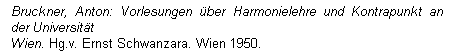 Bruckner, Anton: Vorlesungen über Harmonielehre und Kontrapunkt an
der Universität
Wien. Hg.v. Ernst Schwanzara. Wien 1950.